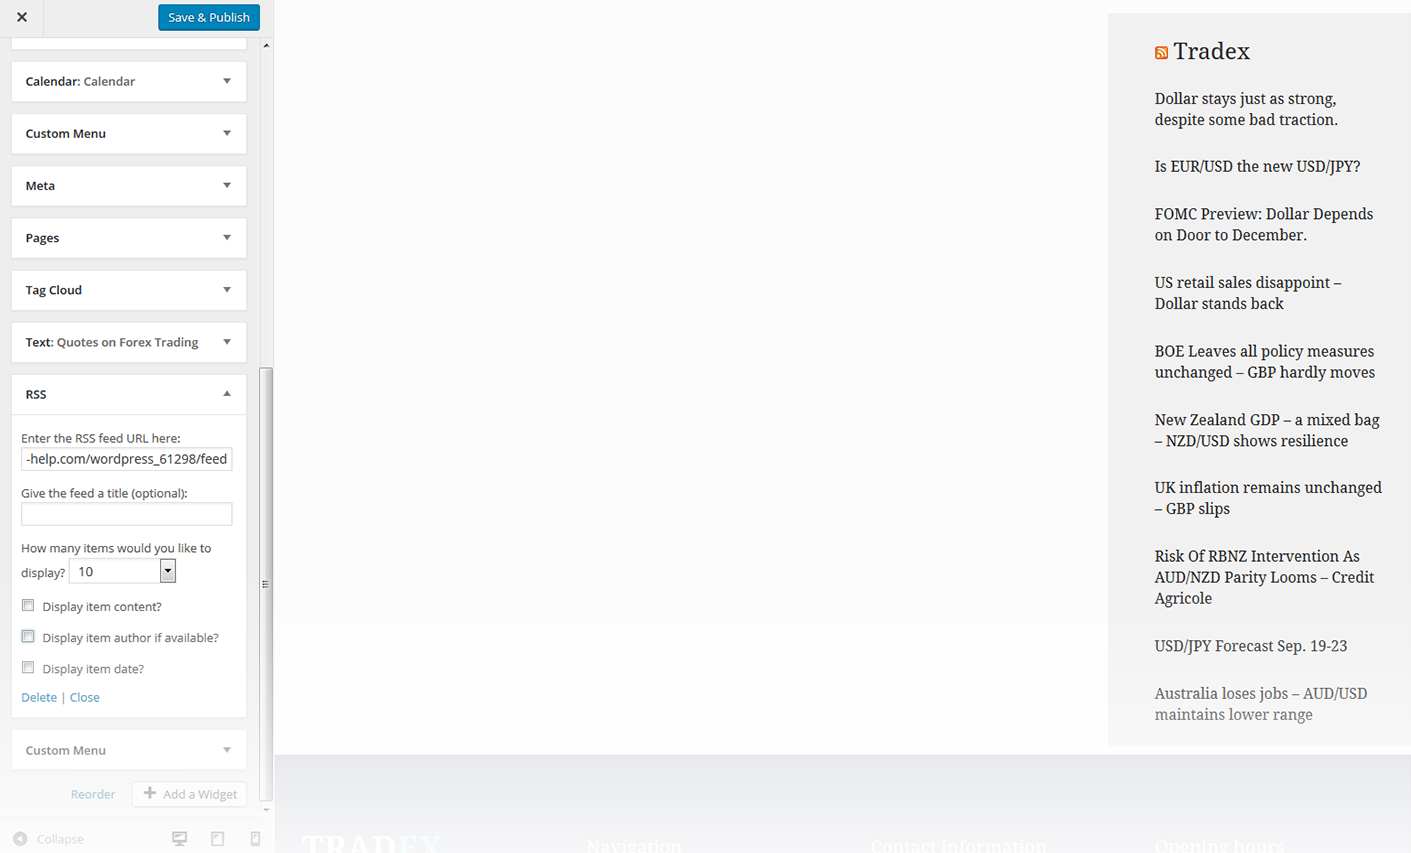 Save & Publish
Calendar: Calendar
Custom Menu
Meta
Pages
Tag Cloud
Text: Quotes on Forex Trading
RSS
Enter the RSS feed URL here:
-help.com/wordpress_61298/feed
Give the feed a title (optional):
How many items would you like to
display? 10
Display item content?
Display item author if available?
Display item date?
Delete | Close
Custom Menu
Reorder
Add a Widget
Collapse
Tradex
Dollar stays just as strong,
despite some bad traction.
Is EUR/USD the new USD/JPY?
FOMC Preview: Dollar Depends
on Door to December.
US retail sales disappoint –
Dollar stands back
BOE Leaves all policy measures
unchanged – GBP hardly moves
New Zealand GDP – a mixed bag
– NZD/USD shows resilience
UK inflation remains unchanged
– GBP slips
Risk Of RBNZ Intervention As
AUD/NZD Parity Looms – Credit
Agricole
USD/JPY Forecast Sep. 19-23
Australia loses jobs – AUD/USD
maintains lower range
TRADEX
Navigation
Contact information
Opening hours